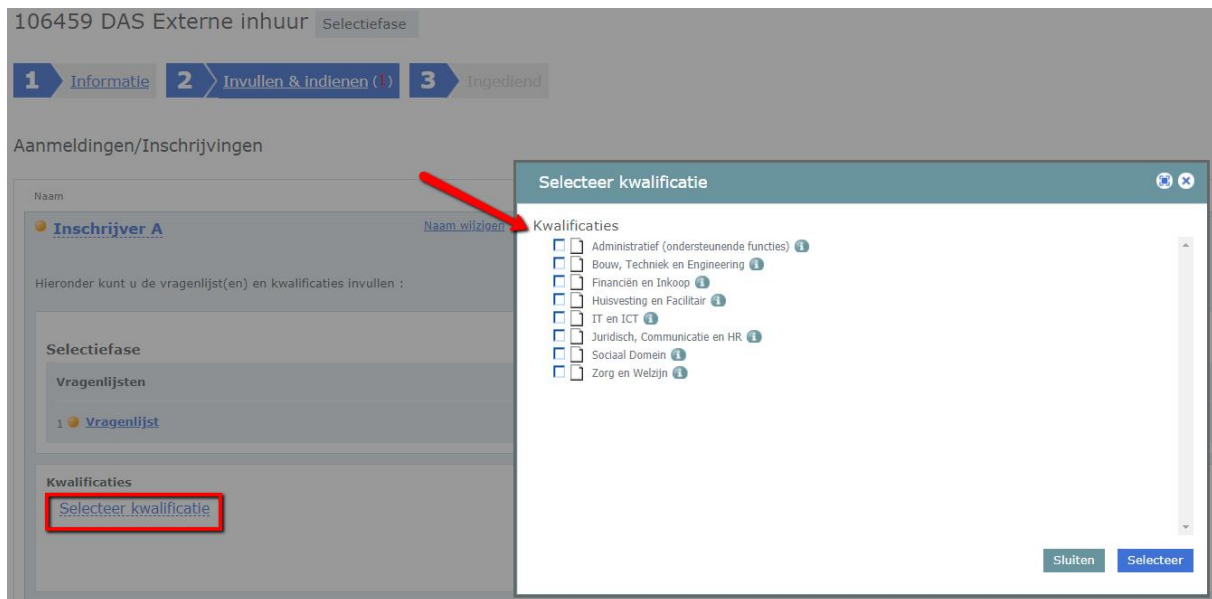 106459 DAS Externe inhuur Selectiefase
1 Informatie 2 Invullen & indienen (1) 3 Ingediend
Aanmeldingen/Inschrijvingen
Naam
Inschrijver A Naam wijzigen
Hieronder kunt u de vragenlijst(en) en kwalificaties invullen :
Selectiefase
Vragenlijsten
1 Vragenlijst
Kwalificaties
Selecteer kwalificatie
Selecteer kwalificatie
Kwalificaties
Administratief (ondersteunende functies)
Bouw, Techniek en Engineering
Financiën en Inkoop
Huisvesting en Facilitair
IT en ICT
Juridisch, Communicatie en HR
Sociaal Domein
Zorg en Welzijn
Sluiten Selecteer